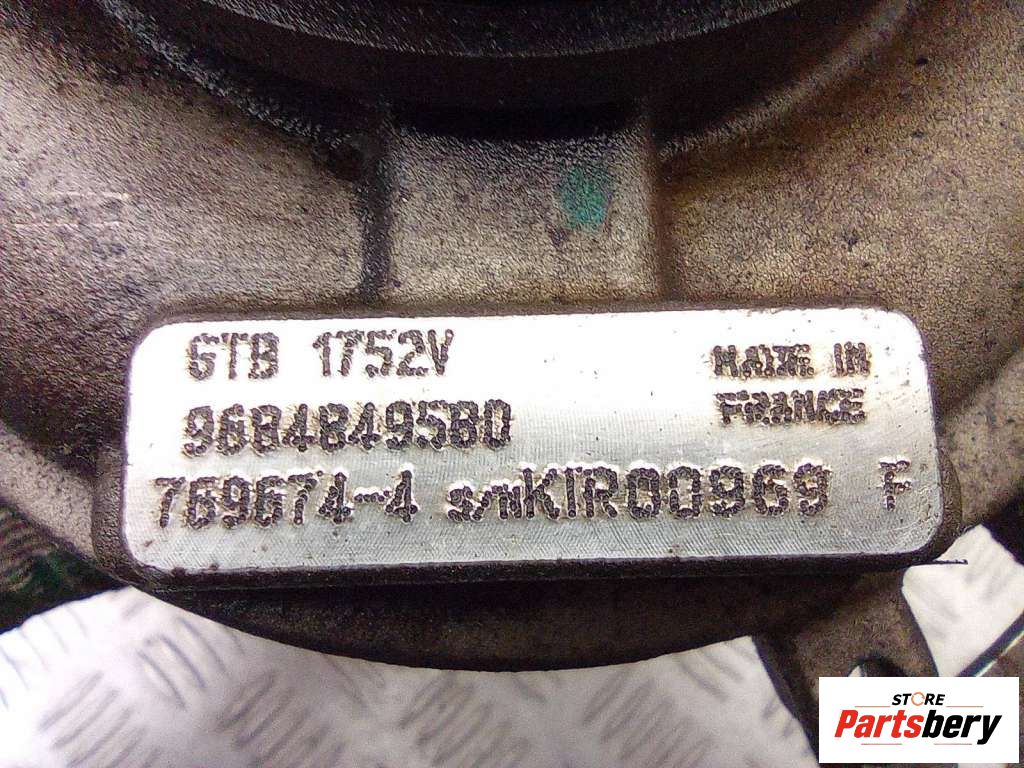 GTB 1752V
MADE IN
FRANCE
9684849580
769674-4 s/nKIR00969 F
STORE
Partsbery